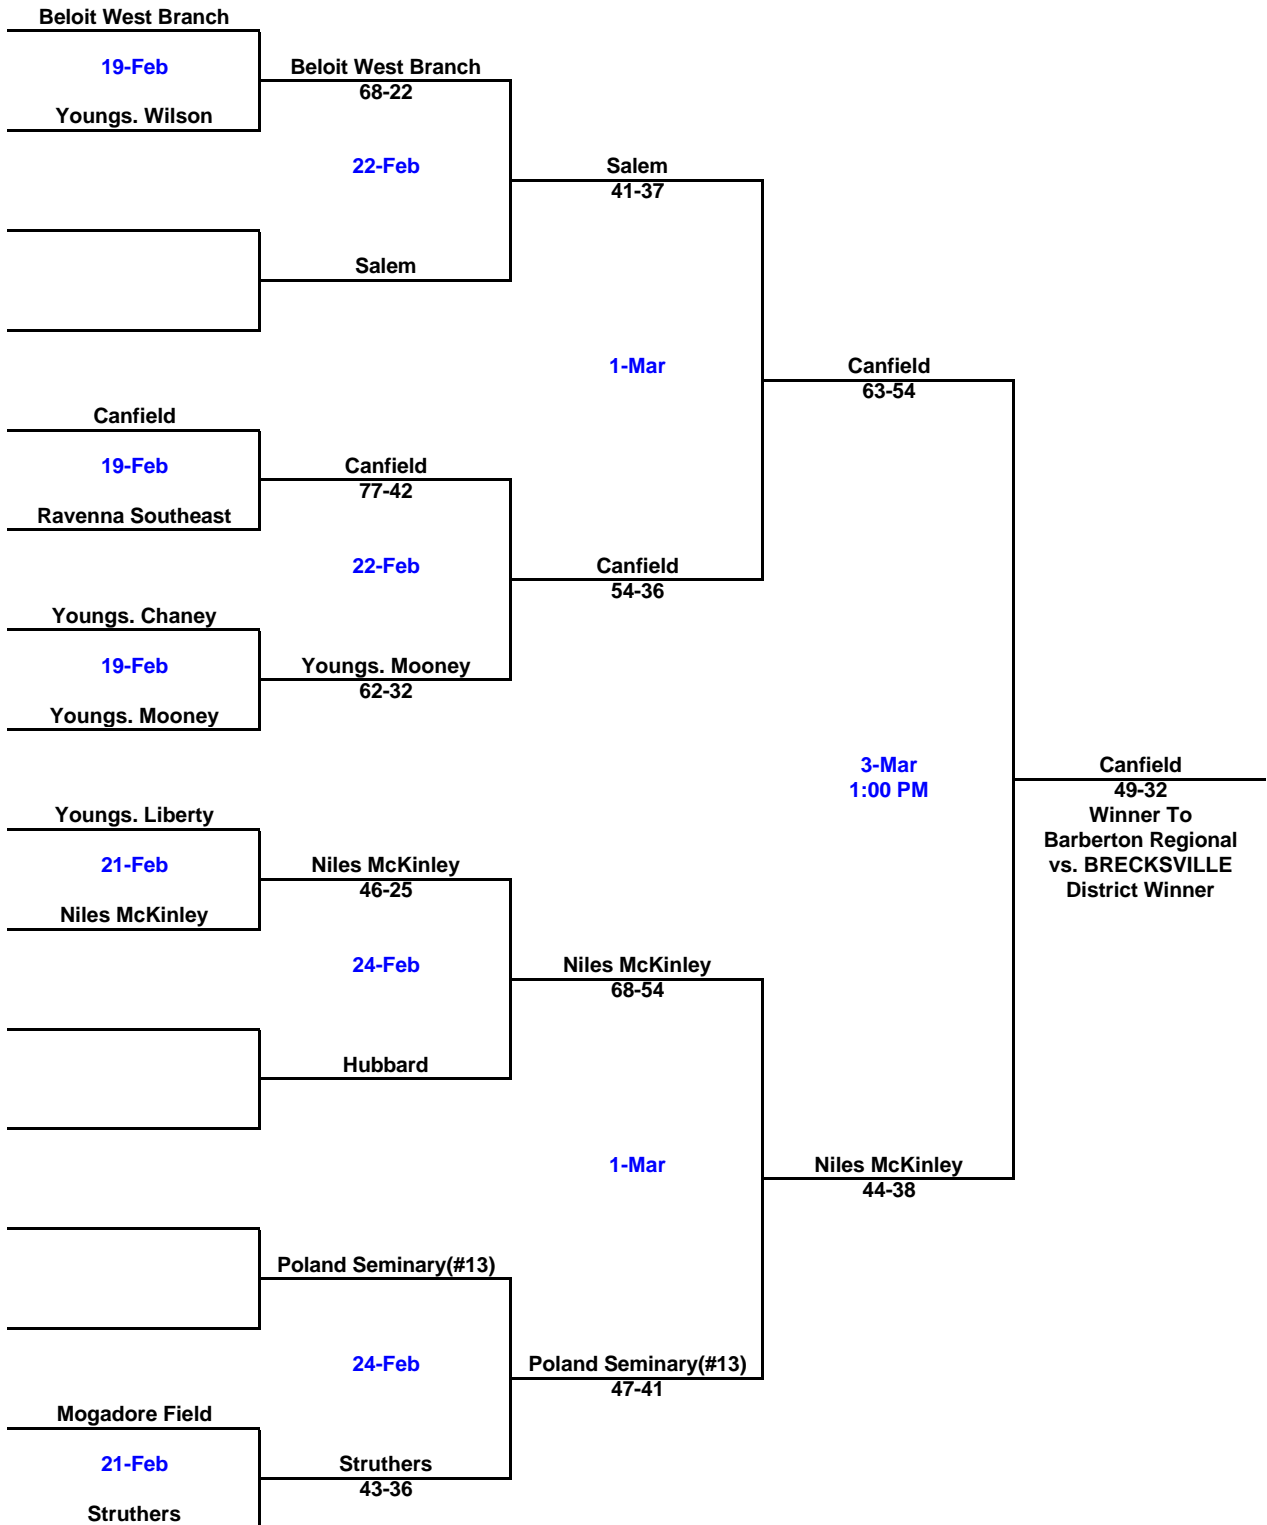 Beloit West Branch
19-Feb
Beloit West Branch
68-22
Youngs. Wilson
22-Feb
Salem
41-37
Salem
1-Mar
Canfield
63-54
Canfield
19-Feb
Canfield
77-42
Ravenna Southeast
22-Feb
Canfield
54-36
Youngs. Chaney
19-Feb
Youngs. Mooney
62-32
Youngs. Mooney
3-Mar
1:00 PM
Canfield
49-32
Winner To
Barberton Regional
vs. BRECKSVILLE
District Winner
Youngs. Liberty
21-Feb
Niles McKinley
46-25
Niles McKinley
24-Feb
Niles McKinley
68-54
Hubbard
1-Mar
Niles McKinley
44-38
Poland Seminary(#13)
24-Feb
Poland Seminary(#13)
47-41
Mogadore Field
21-Feb
Struthers
43-36
Struthers